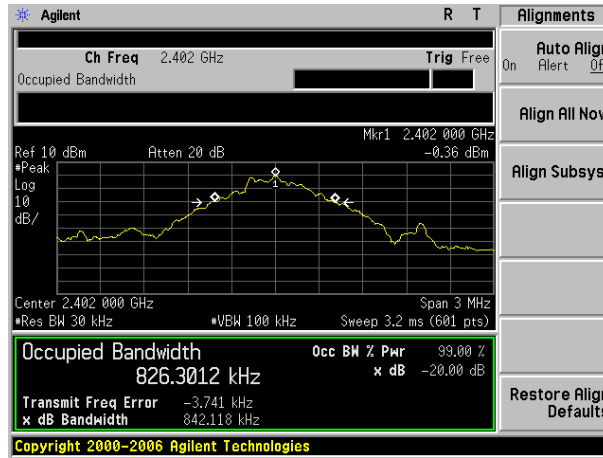 Agilent R T
Alignments
Ch Freq 2.402 GHz Trig Free
Occupied Bandwidth
Auto Align
On Alert Of
Align All Now
Align Subsys
Restore Align
Defaults
Mkr1 2.402 000 GHz
Ref 10 dBm Atten 20 dB -0.36 dBm
#Peak
Log
10
dB/
1
Center 2.402 000 GHz Span 3 MHz
#Res BW 30 kHz #VBW 100 kHz Sweep 3.2 ms (601 pts)
Occupied Bandwidth Occ BW % Pwr 99.00 %
826.3012 kHz x dB -20.00 dB
Transmit Freq Error -3.741 kHz
x dB Bandwidth 842.118 kHz
Copyright 2000-2006 Agilent Technologies